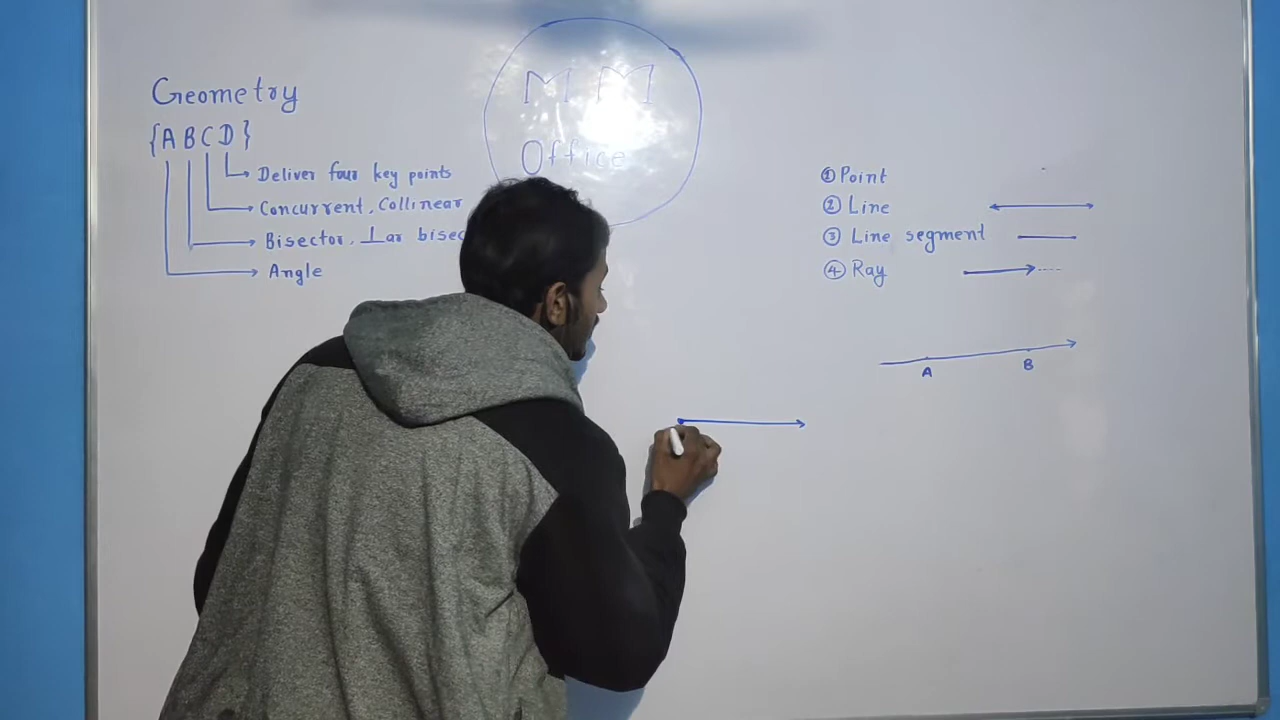 Geometry
{ABCD}
Deliver four key points
Concurrent, Collinear
Bisector, ⊥ar
Angle
MM
Office
① Point
② Line
③ Line segment
④ Ray
A B